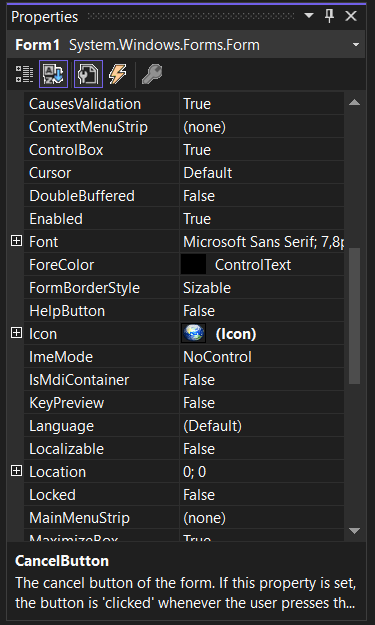 Properties
Form1 System.Windows.Forms.Form
CausesValidation True
ContextMenuStrip (none)
ControlBox True
Cursor Default
DoubleBuffered False
Enabled True
Font Microsoft Sans Serif; 7,8p
ForeColor ControlText
FormBorderStyle Sizable
HelpButton False
Icon (Icon)
ImeMode NoControl
IsMdiContainer False
KeyPreview False
Language (Default)
Localizable False
Location 0; 0
Locked False
MainMenuStrip (none)
MaximizeBox True
CancelButton
The cancel button of the form. If this property is set,
the button is 'clicked' whenever the user presses th...